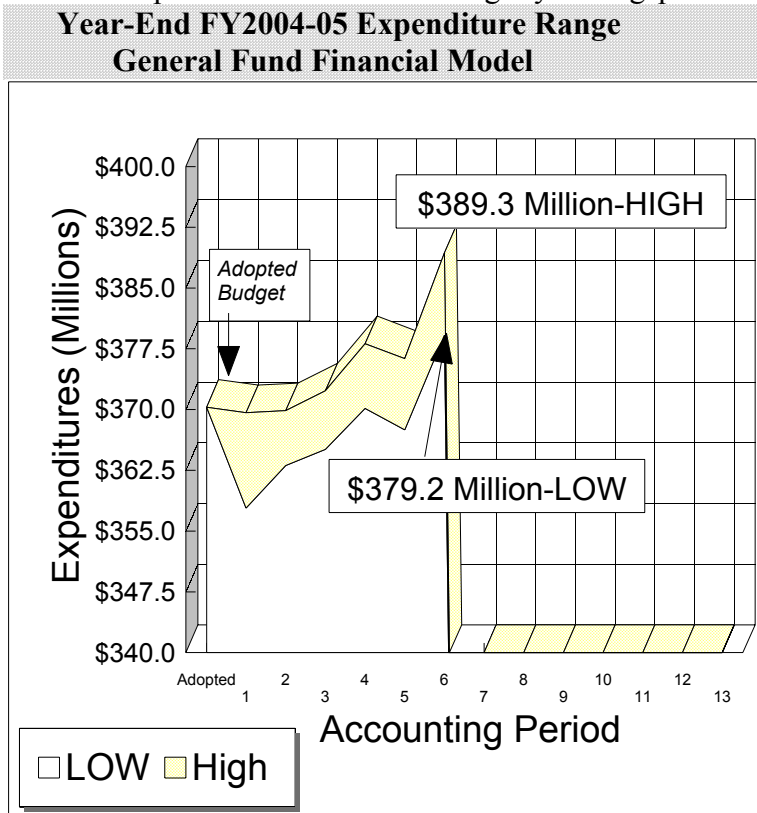 Year-End FY2004-05 Expenditure Range
General Fund Financial Model
$400.0
$392.5
$385.0
$377.5
$370.0
$362.5
$355.0
$347.5
$340.0
Expenditures (Millions)
Adopted
Budget
$389.3 Million-HIGH
$379.2 Million-LOW
Adopted 1 2 3 4 5 6 7 8 9 10 11 12 13
Accounting Period
LOW High